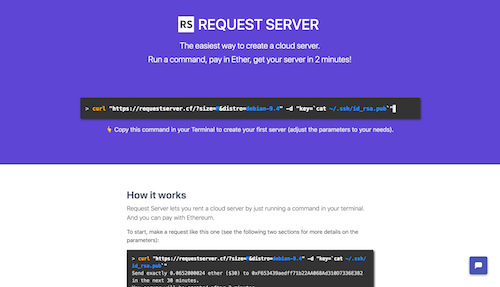 RS REQUEST SERVER
The easiest way to create a cloud server.
Run a command, pay in Ether, get your server in 2 minutes!
> curl "https://requestserver.cf/?size=8&distro=debian-9.4" -d "key=`cat ~/.ssh/id_rsa.pub`"
👆 Copy this command in your Terminal to create your first server (adjust the parameters to your needs).
How it works
Request Server lets you rent a cloud server by just running a command in your terminal.
And you can pay with Ethereum.
To start, make a request like this one (see the following two sections for more details on the
parameters):
> curl "https://requestserver.cf/?size=8&distro=debian-9.4" -d "key=`cat ~/.ssh/
id_rsa.pub`"
Send exactly 0.0652000024 ether ($30) to
in the next 30 minutes.